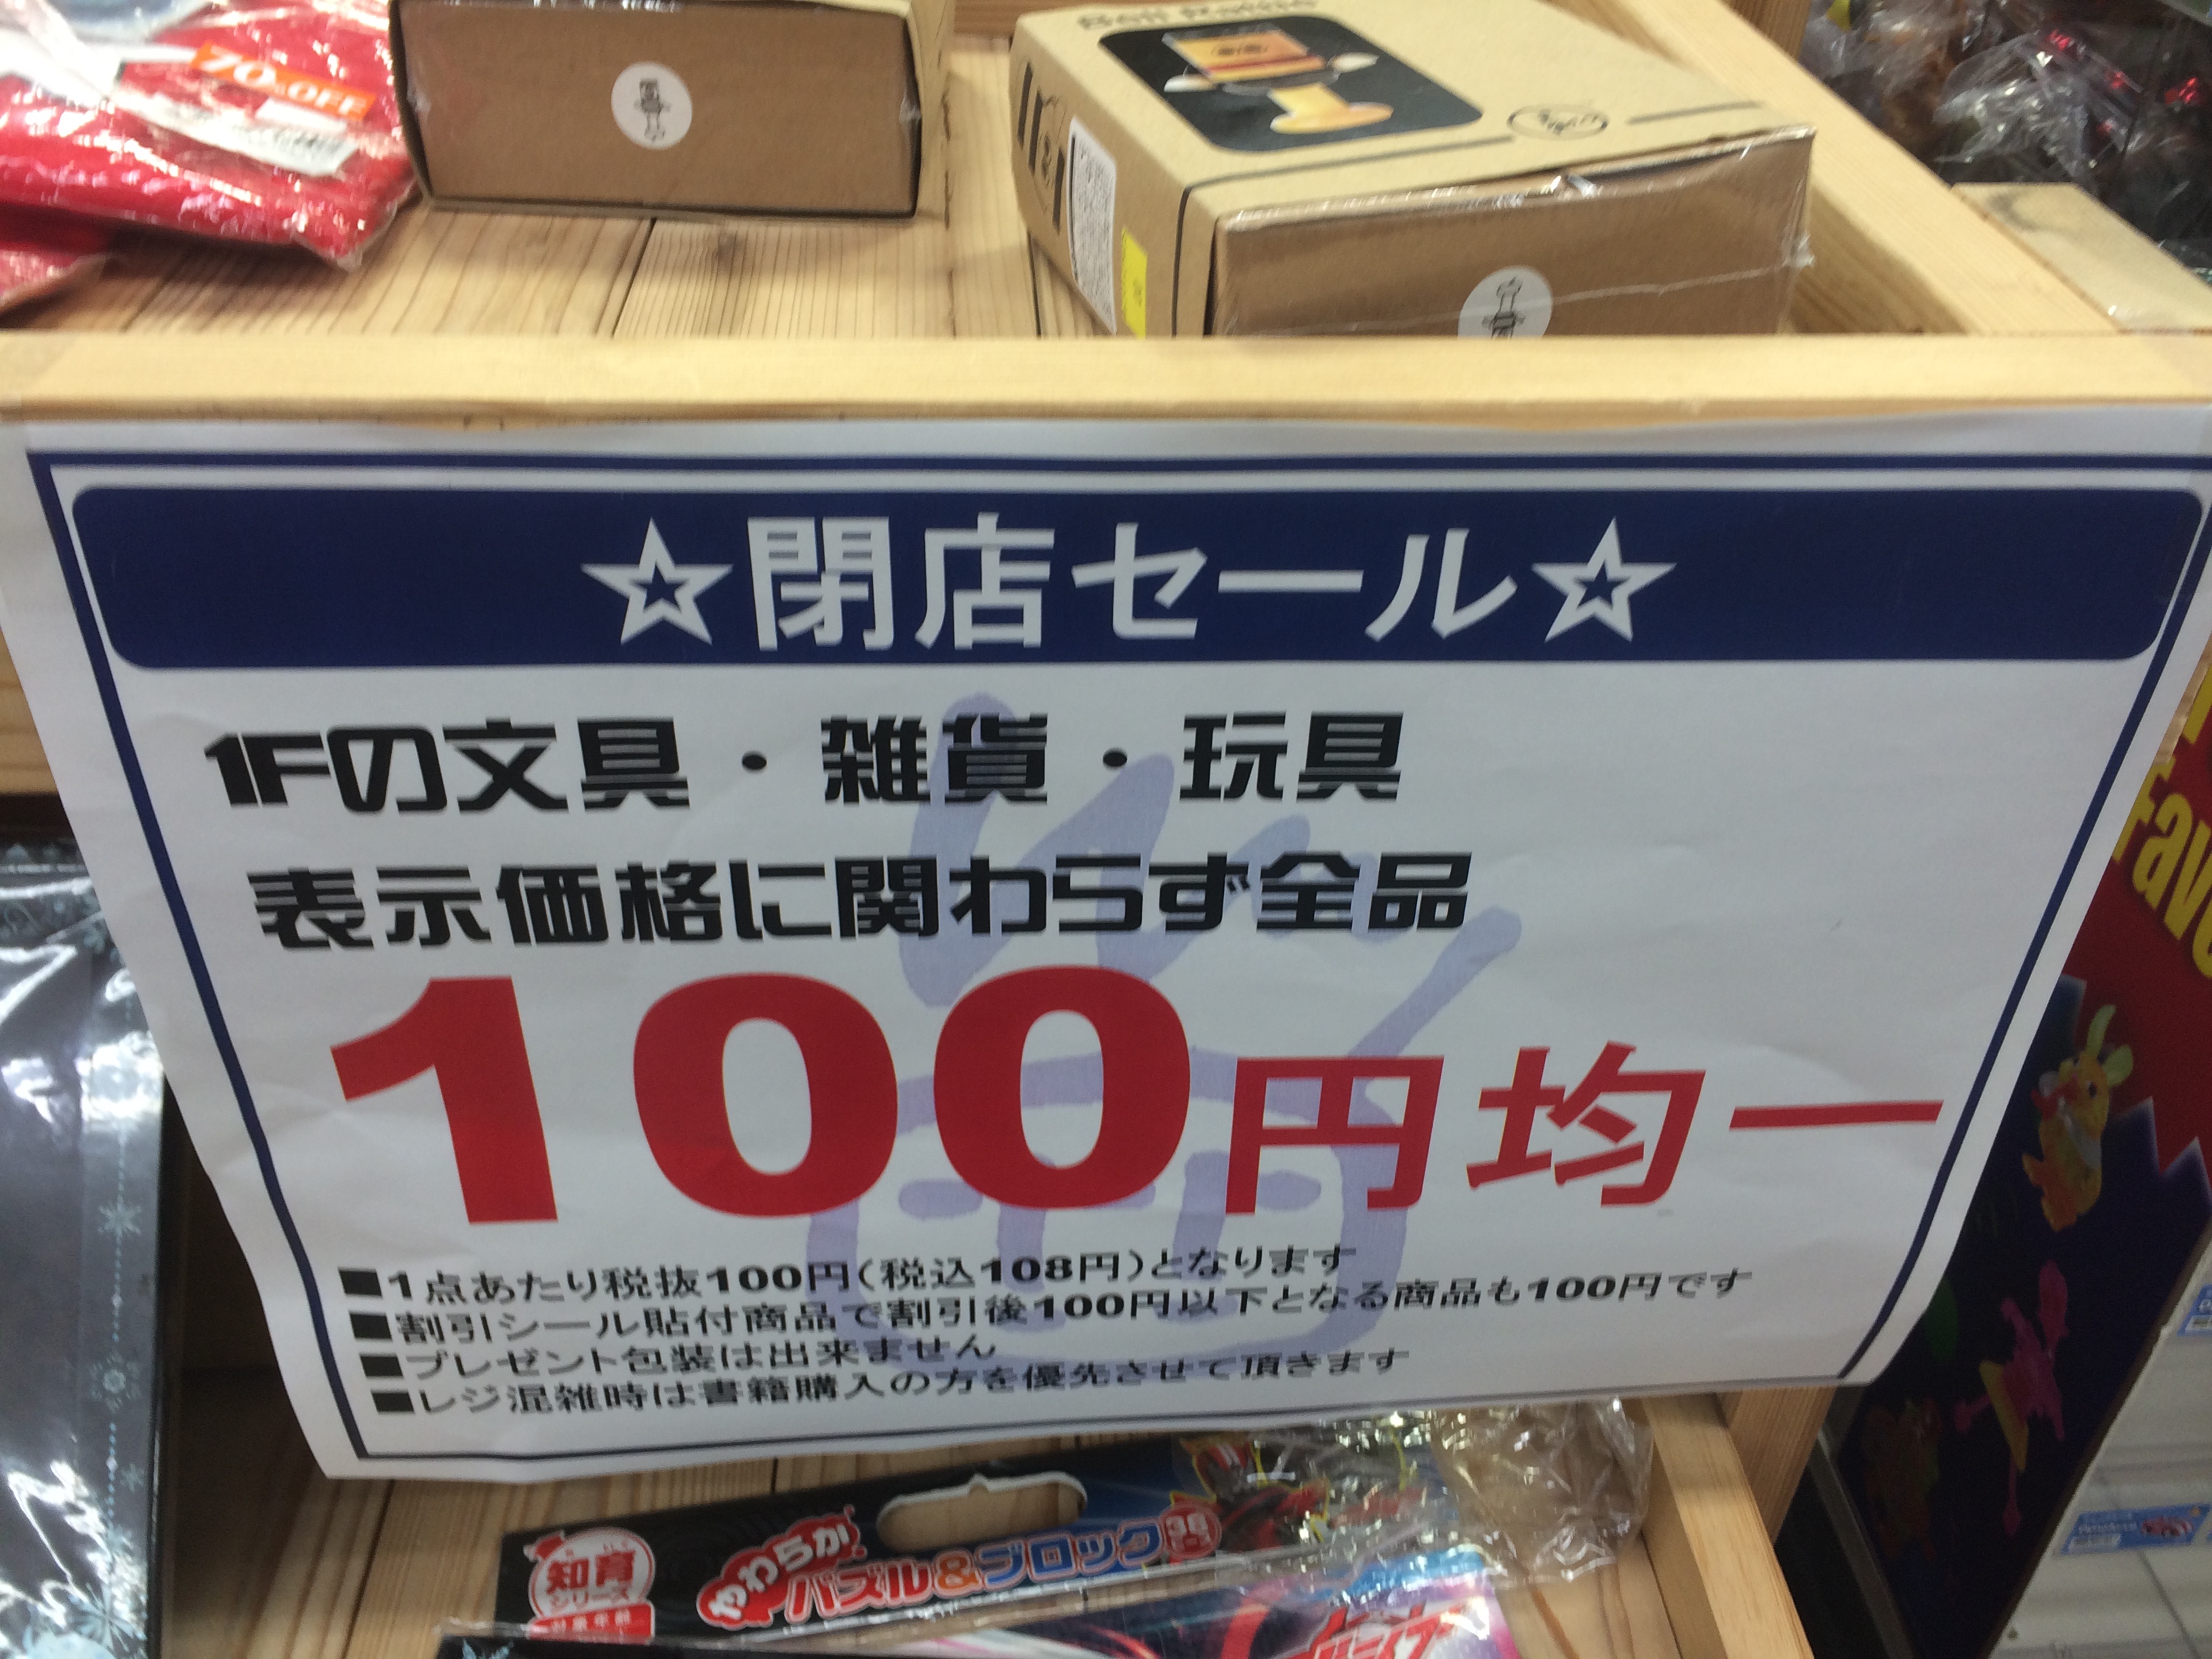 70%OFF
☆閉店セール☆
1Fの文具・雑貨・玩具
表示価格に関わらず全品
100円均一
■1点あたり税抜100円(税込108円)となります
■割引シール貼付商品で割引後100円以下となる商品も100円です
■プレゼント包装は出来ません
■レジ混雑時は書籍購入の方を優先させて頂きます
知育
シリーズ
やわらか
パズル&ブロック